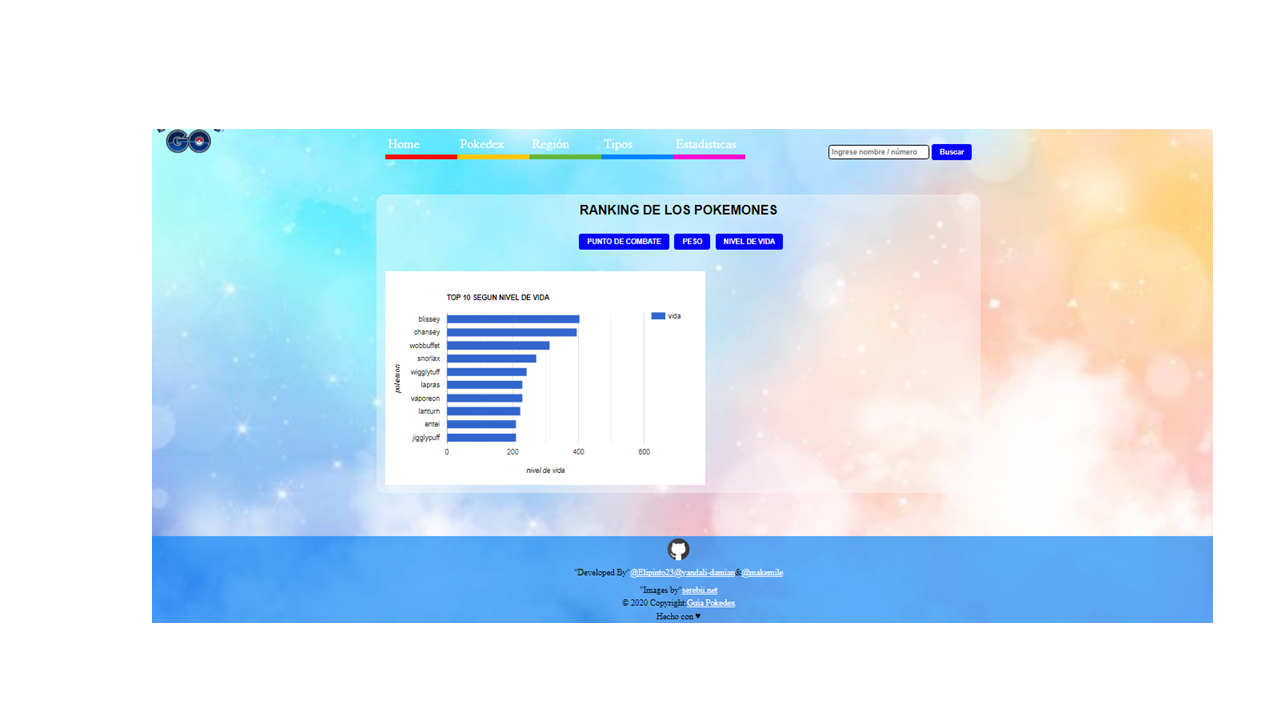 GO
Home Pokedex Región Tipos Estadisticas
Ingrese nombre / número Buscar
RANKING DE LOS POKEMONES
PUNTO DE COMBATE PESO NIVEL DE VIDA
TOP 10 SEGUN NIVEL DE VIDA
vida
pokemon
blissey
chansey
wobbuffet
snorlax
wigglytuff
lapras
vaporeon
lanturn
entei
jigglypuff
0 200 400 600
nivel de vida
"Developed By"@Elipinto23@yandali-damian&@makemile
"Images by"serebii.net
© 2020 Copyright:Guía Pokedex
Hecho con ♥